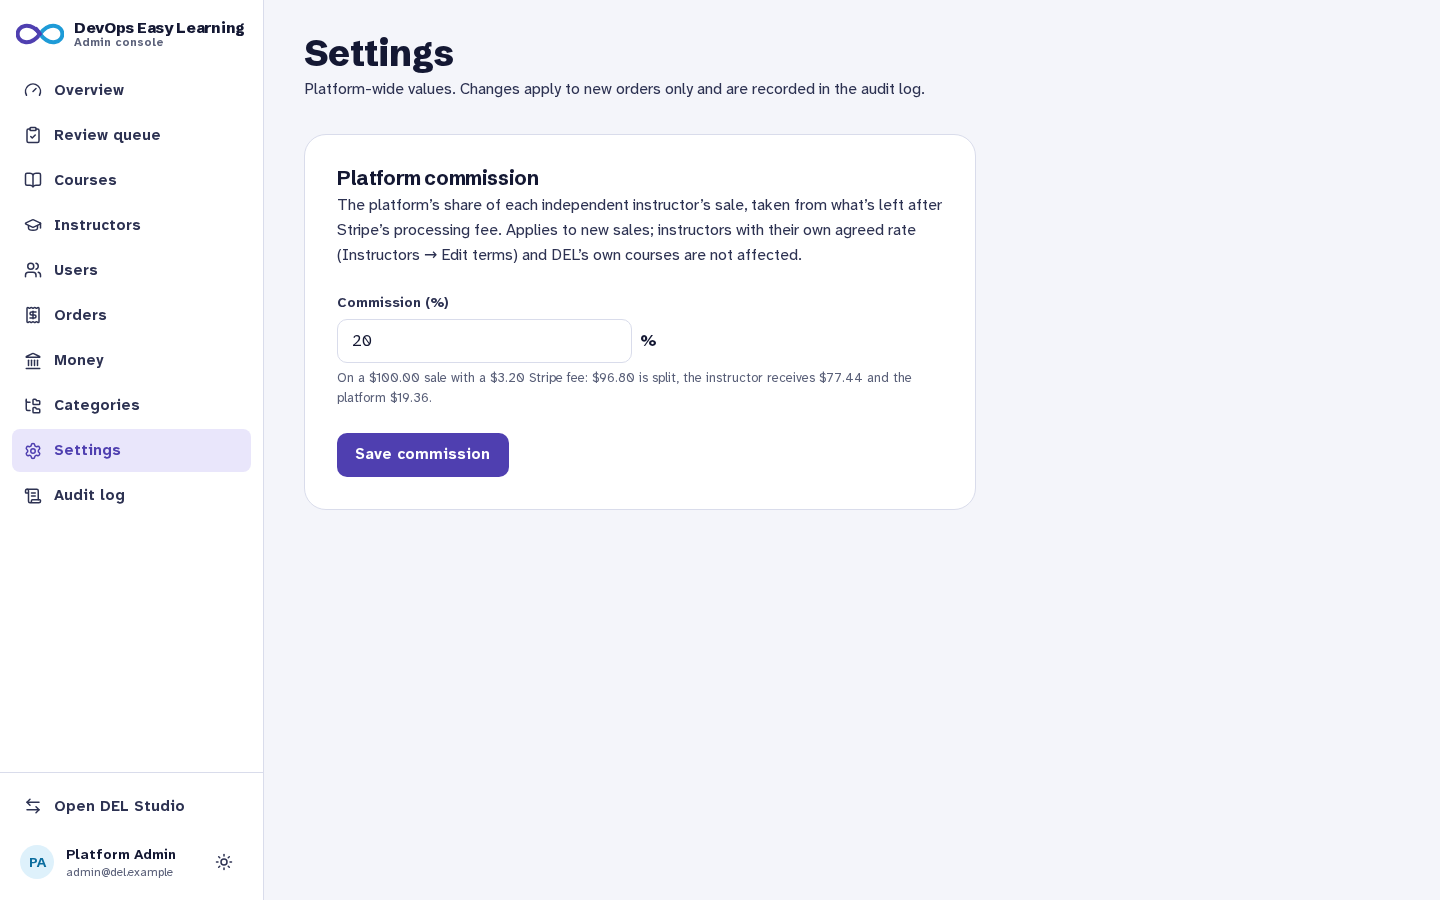 DevOps Easy Learning
Admin console
Overview
Review queue
Courses
Instructors
Users
Orders
Money
Categories
Settings
Audit log
Open DEL Studio
PA
Platform Admin
admin@del.example
Settings
Platform-wide values. Changes apply to new orders only and are recorded in the audit log.
Platform commission
The platform’s share of each independent instructor’s sale, taken from what’s left after
Stripe’s processing fee. Applies to new sales; instructors with their own agreed rate
(Instructors → Edit terms) and DEL’s own courses are not affected.
Commission (%)
20
%
On a $100.00 sale with a $3.20 Stripe fee: $96.80 is split, the instructor receives $77.44 and the
platform $19.36.
Save commission